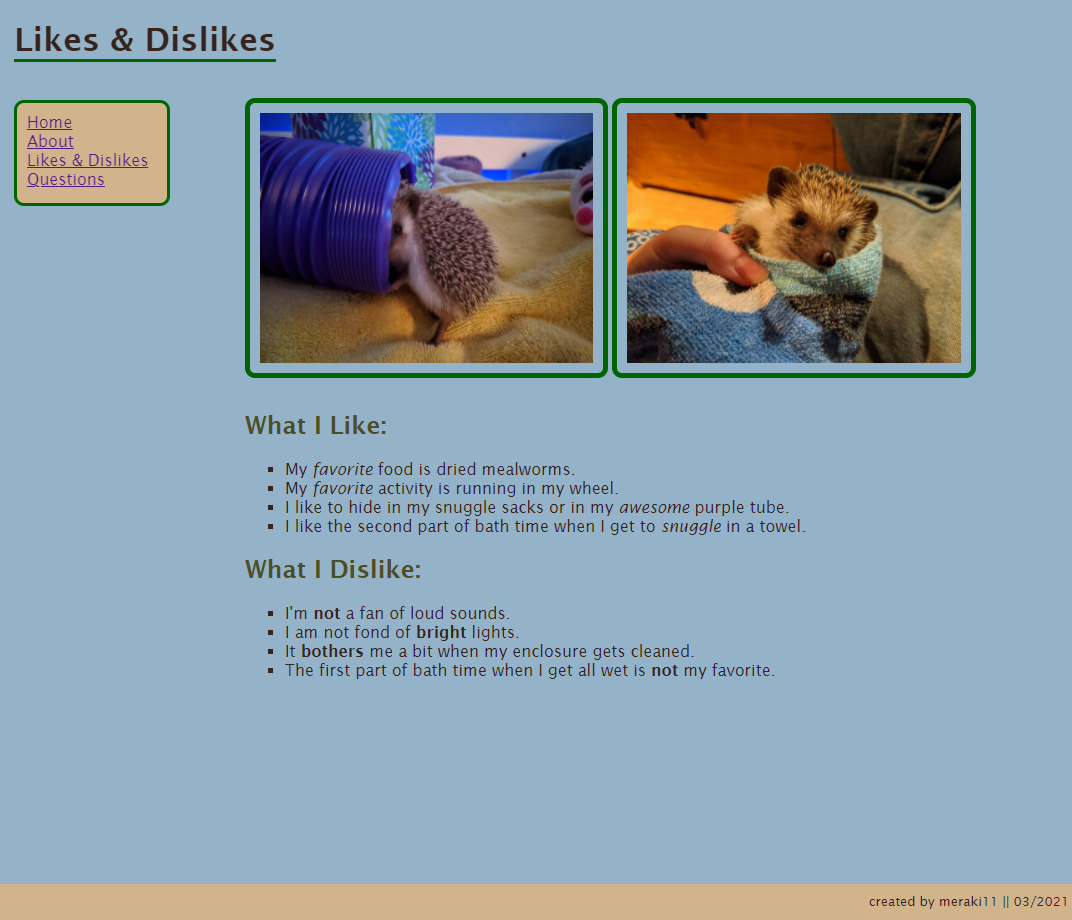 Likes & Dislikes
Home
About
Likes & Dislikes
Questions
What I Like:
My favorite food is dried mealworms.
My favorite activity is running in my wheel.
I like to hide in my snuggle sacks or in my awesome purple tube.
I like the second part of bath time when I get to snuggle in a towel.
What I Dislike:
I'm not a fan of loud sounds.
I am not fond of bright lights.
It bothers me a bit when my enclosure gets cleaned.
The first part of bath time when I get all wet is not my favorite.
created by meraki11 || 03/2021